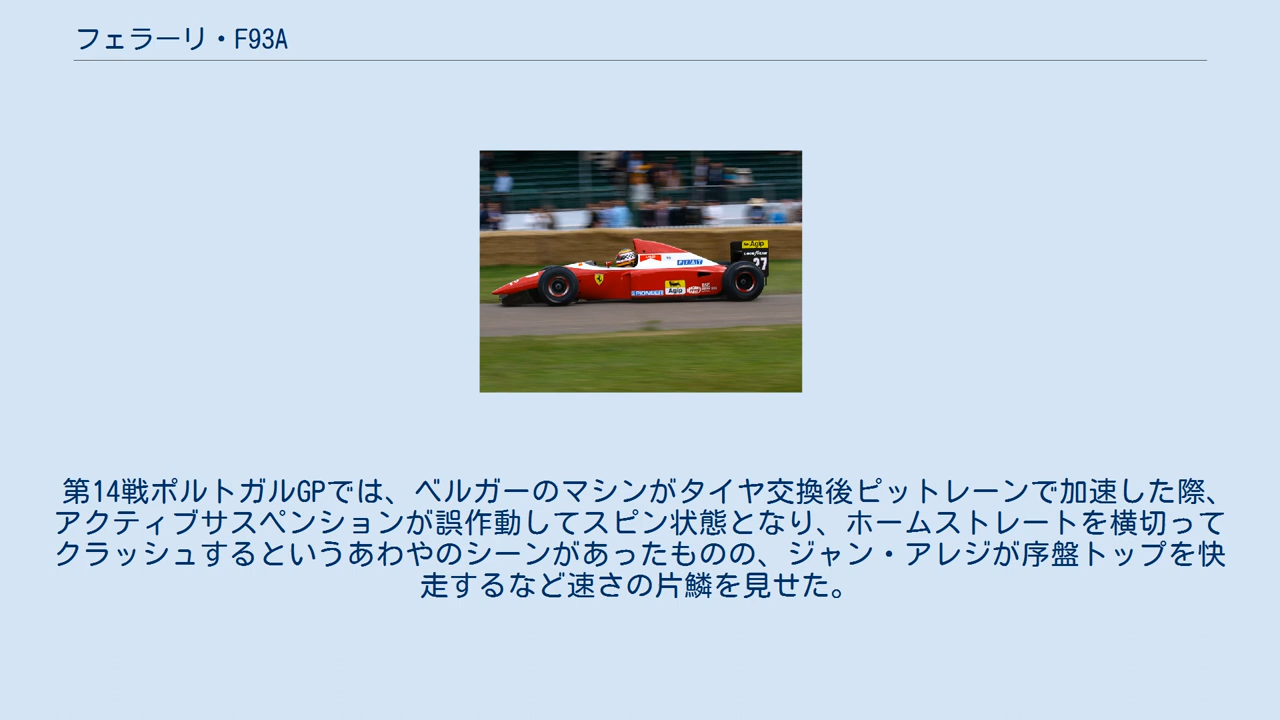 フェラーリ・F93A
Agip
27
FIAT
PIONEER
Agip
第14戦ポルトガルGPでは、ベルガーのマシンがタイヤ交換後ピットレーンで加速した際、
アクティブサスペンションが誤作動してスピン状態となり、ホームストレートを横切って
クラッシュするというあわやのシーンがあったものの、ジャン・アレジが序盤トップを快
走するなど速さの片鱗を見せた。